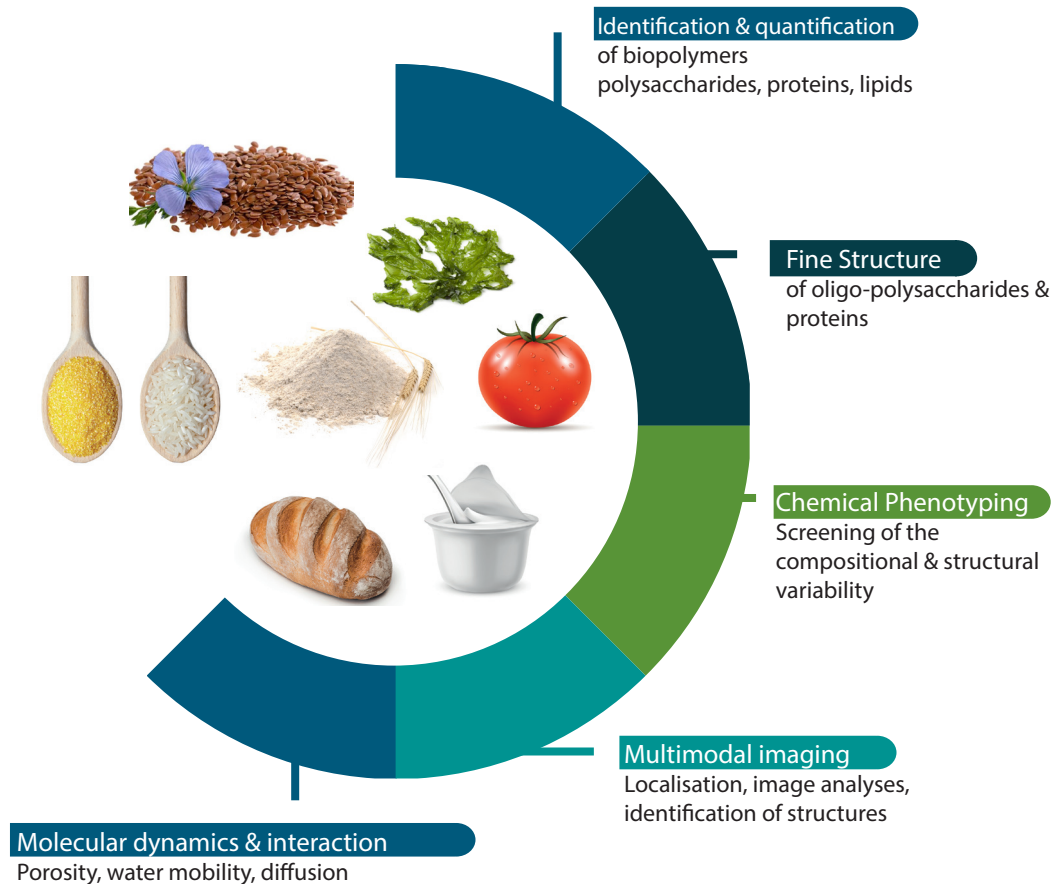 Identification & quantification
of biopolymers
polysaccharides, proteins, lipids
Fine Structure
of oligo-polysaccharides &
proteins
Chemical Phenotyping
Screening of the
compositional & structural
variability
Multimodal imaging
Localisation, image analyses,
identification of structures
Molecular dynamics & interaction
Porosity, water mobility, diffusion